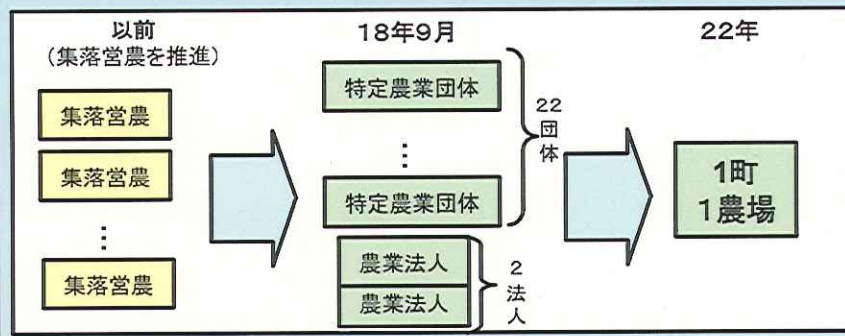 以前
(集落営農を推進)
集落営農
集落営農
⋮
集落営農
18年9月
特定農業団体
⋮
特定農業団体
22団体
農業法人
農業法人
2法人
22年
1町
1農場